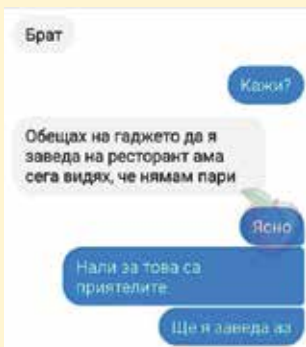 Брат
Кажи?
Обещах на гаджето да я
заведа на ресторант ама
сега видях, че нямам пари
Ясно
Нали за това са
приятелите
Ще я заведа аз